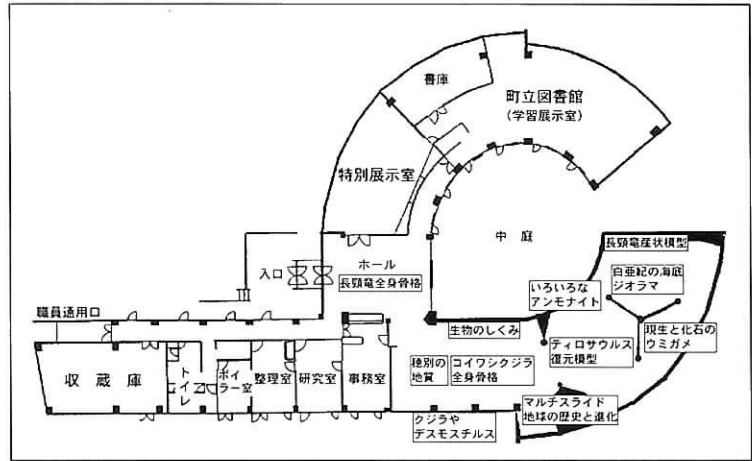 書庫
町立図書館
(学習展示室)
特別展示室
中庭
長頸竜産状模型
ホール
長頸竜全身骨格
入口
白亜紀の海底
ジオラマ
いろいろな
アンモナイト
職員通用口
生物のしくみ
現生と化石の
ウミガメ
ティロサウルス
復元模型
穂別の
地質
コイワシクジラ
全身骨格
収蔵庫
トイレ
ボイラー室
整理室
研究室
事務室
マルチスライド
地球の歴史と進化
クジラや
デスモスチルス